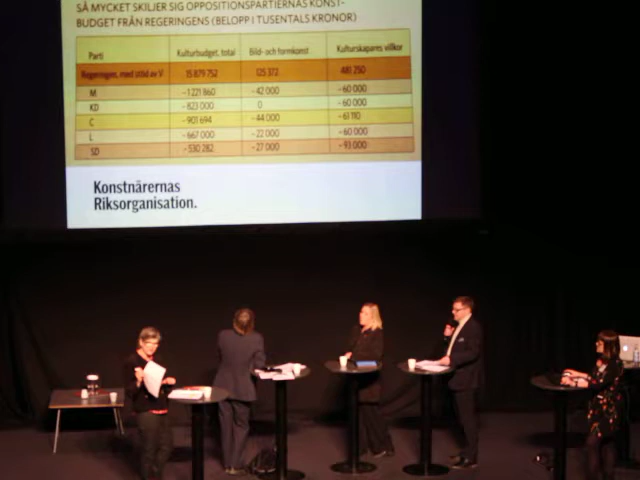 SÅ MYCKET SKILJER SIG OPPOSITIONSPARTIERNAS KONST-
BUDGET FRÅN REGERINGENS (BELOPP I TUSENTALS KRONOR)
Parti Kulturbudget, total Bild- och formkonst Kulturskapares villkor
Regeringen, med stöd av V 15 879 752 125 372 481 250
M -1 221 860 -42 000 -60 000
KD -823 000 0 -60 000
C -901 694 -44 000 -61 110
L -667 000 -22 000 -60 000
SD -530 282 -27 000 -93 000
Konstnärernas
Riksorganisation.